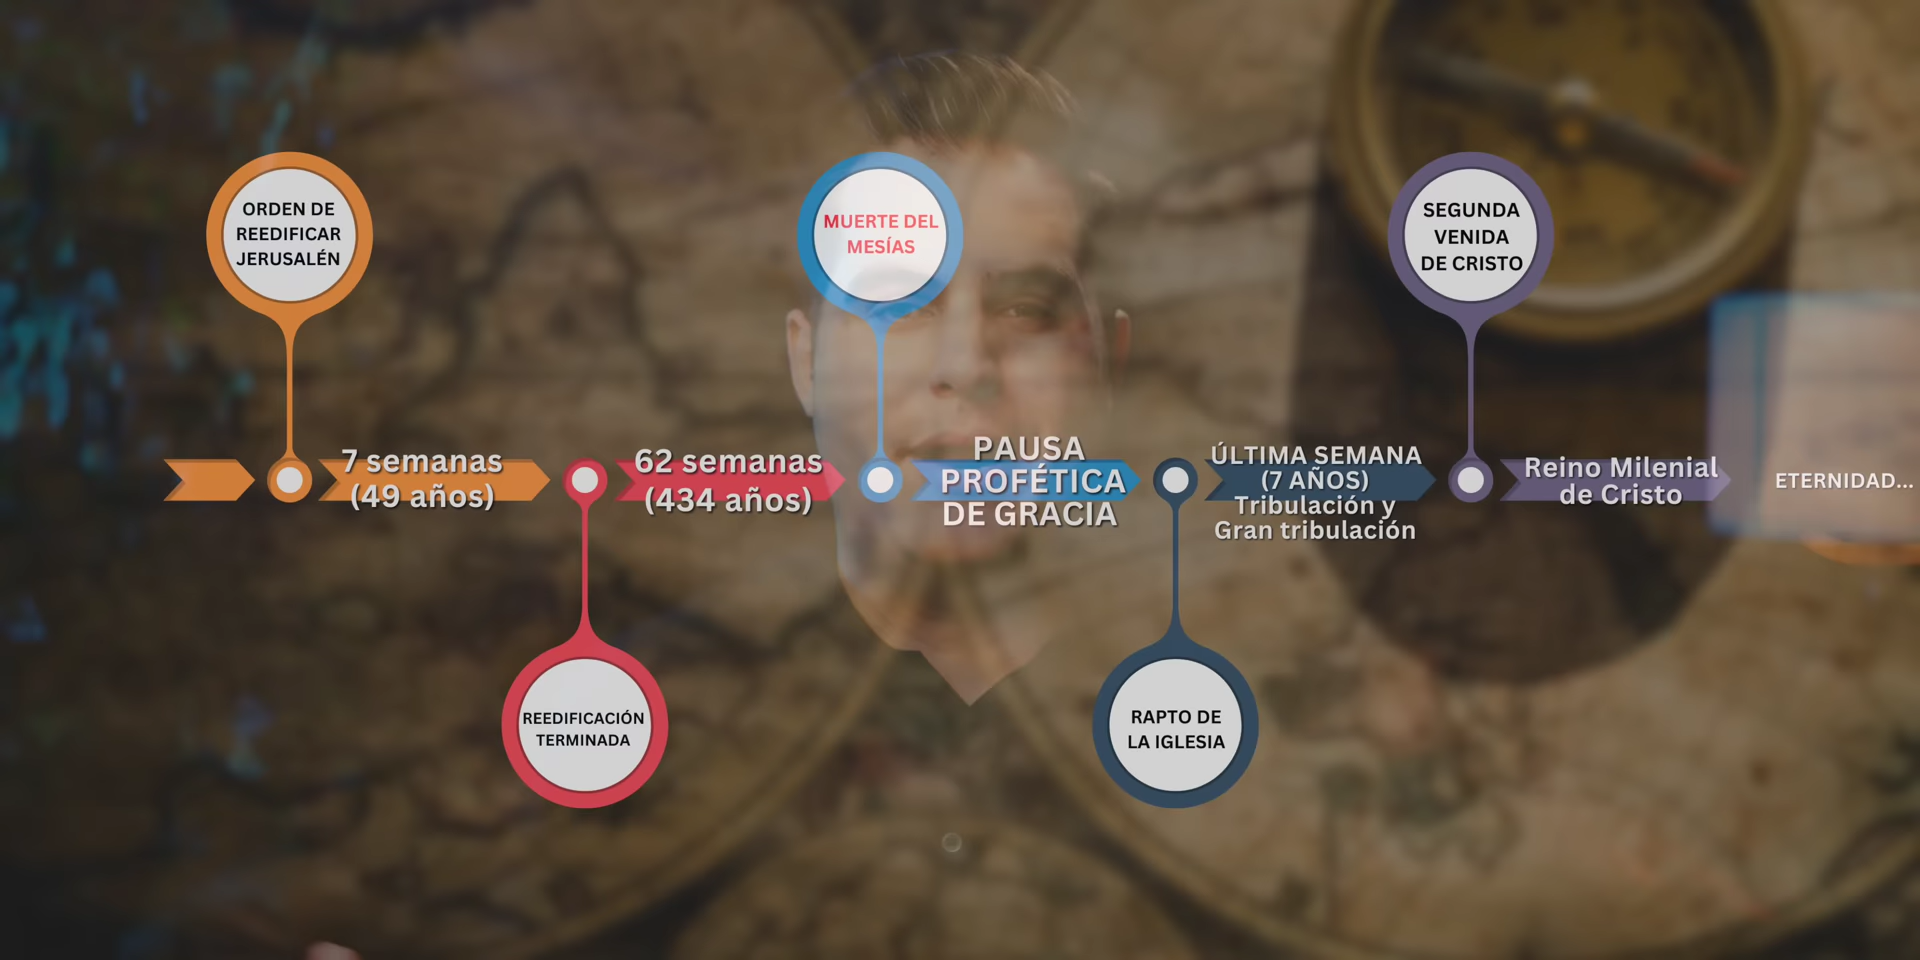 ORDEN DE
REEDIFICAR
JERUSALÉN
MUERTE DEL
MESÍAS
SEGUNDA
VENIDA
DE CRISTO
7 semanas
(49 años)
62 semanas
(434 años)
PAUSA
PROFÉTICA
DE GRACIA
ÚLTIMA SEMANA
(7 AÑOS)
Tribulación y
Gran tribulación
Reino Milenial
de Cristo
ETERNIDAD...
REEDIFICACIÓN
TERMINADA
RAPTO DE
LA IGLESIA